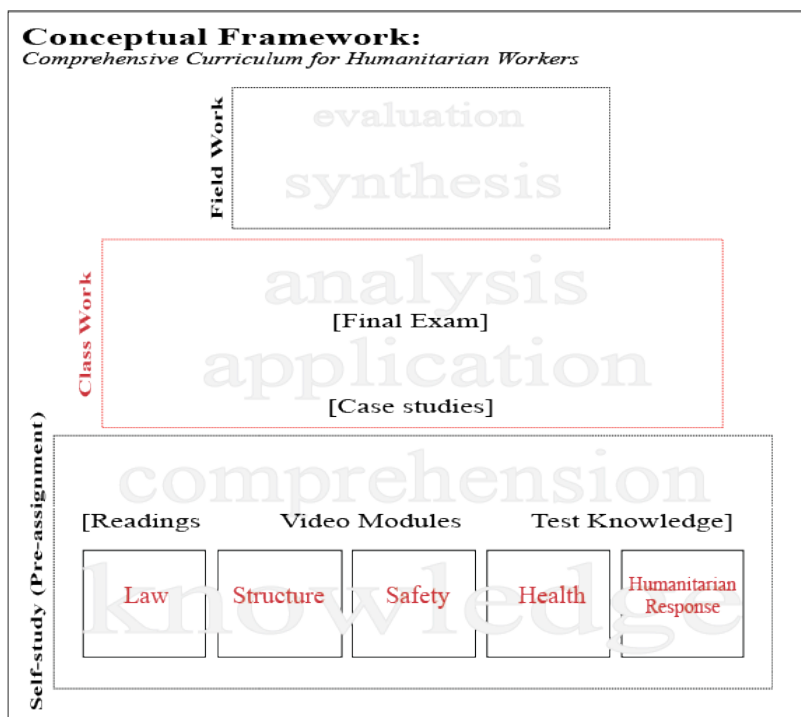 Conceptual Framework:
Comprehensive Curriculum for Humanitarian Workers
Field Work
evaluation
synthesis
Class Work
analysis
[Final Exam]
application
[Case studies]
Self-study (Pre-assignment)
comprehension
[Readings Video Modules Test Knowledge]
knowledge
Law Structure Safety Health Humanitarian
Response